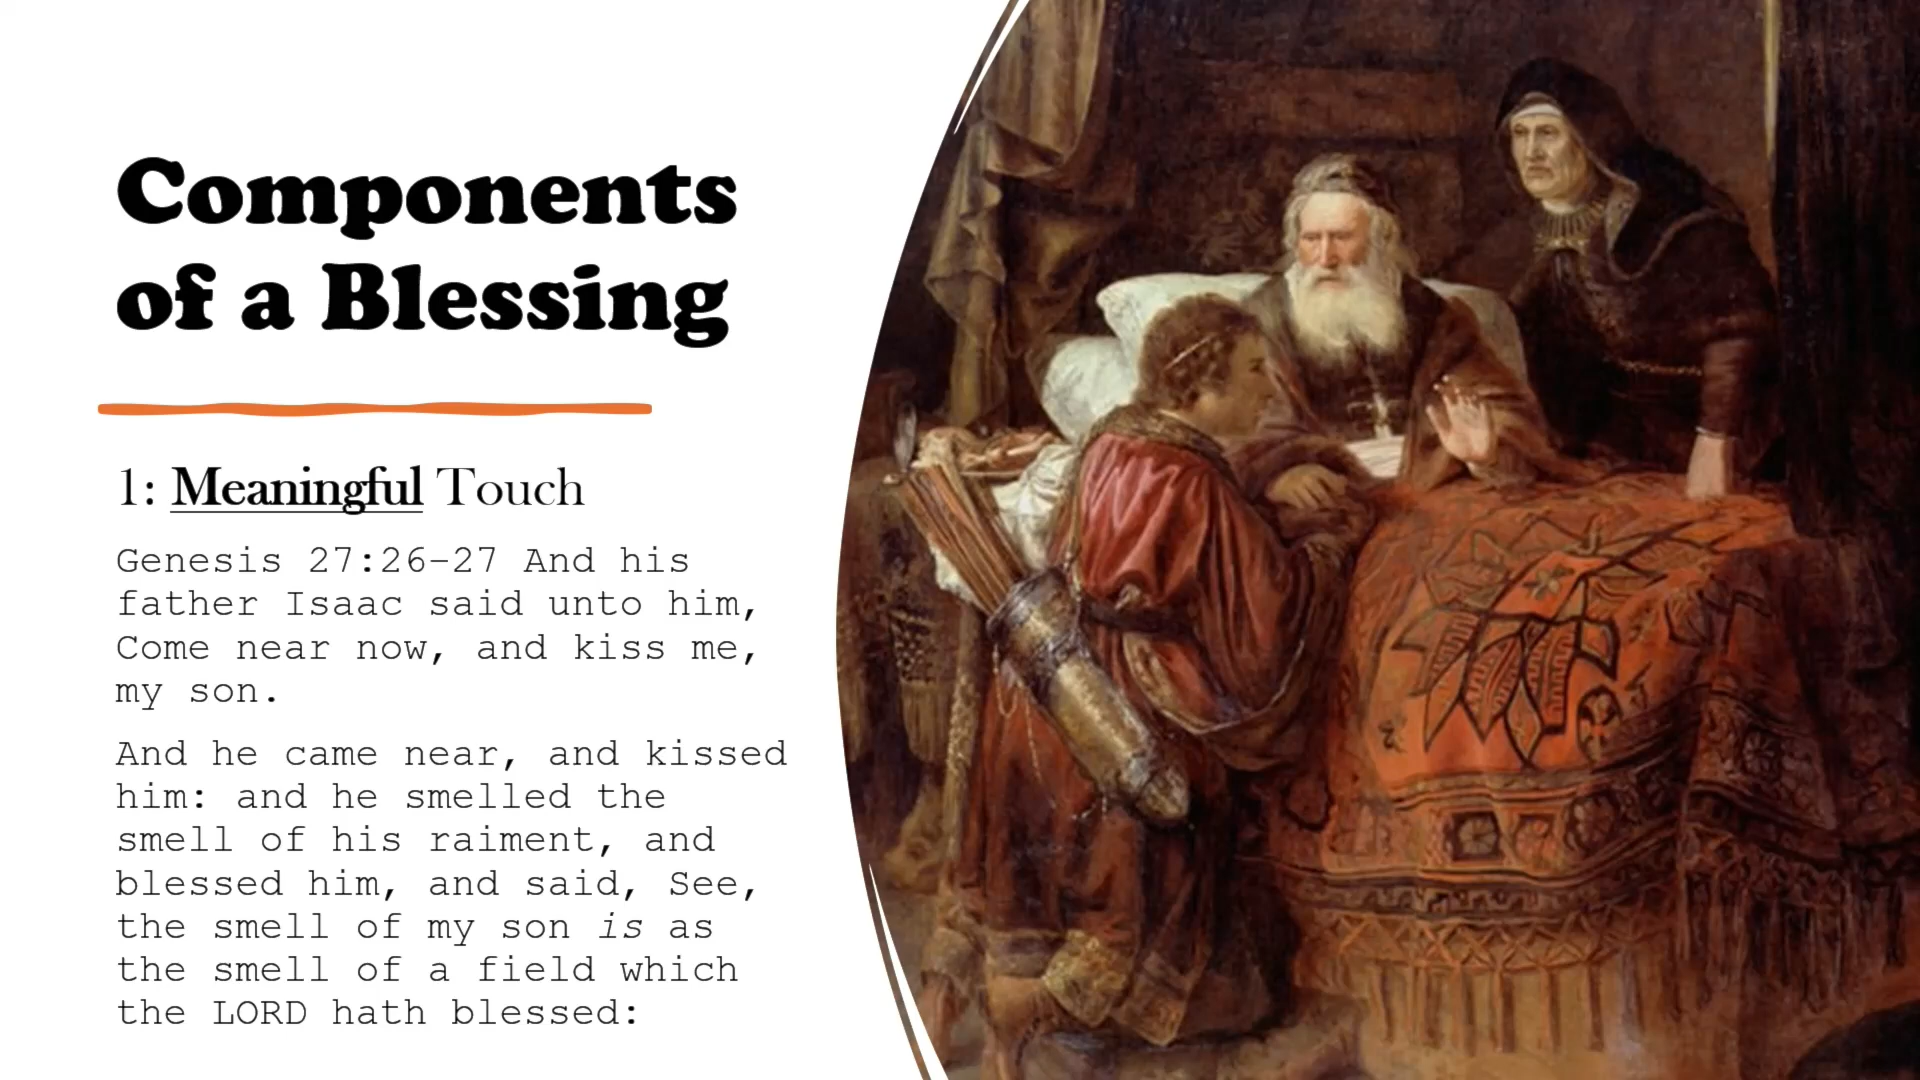 Components
of a Blessing
1: Meaningful Touch
Genesis 27:26-27 And his
father Isaac said unto him,
Come near now, and kiss me,
my son.
And he came near, and kissed
him: and he smelled the
smell of his raiment, and
blessed him, and said, See,
the smell of my son is as
the smell of a field which
the LORD hath blessed: